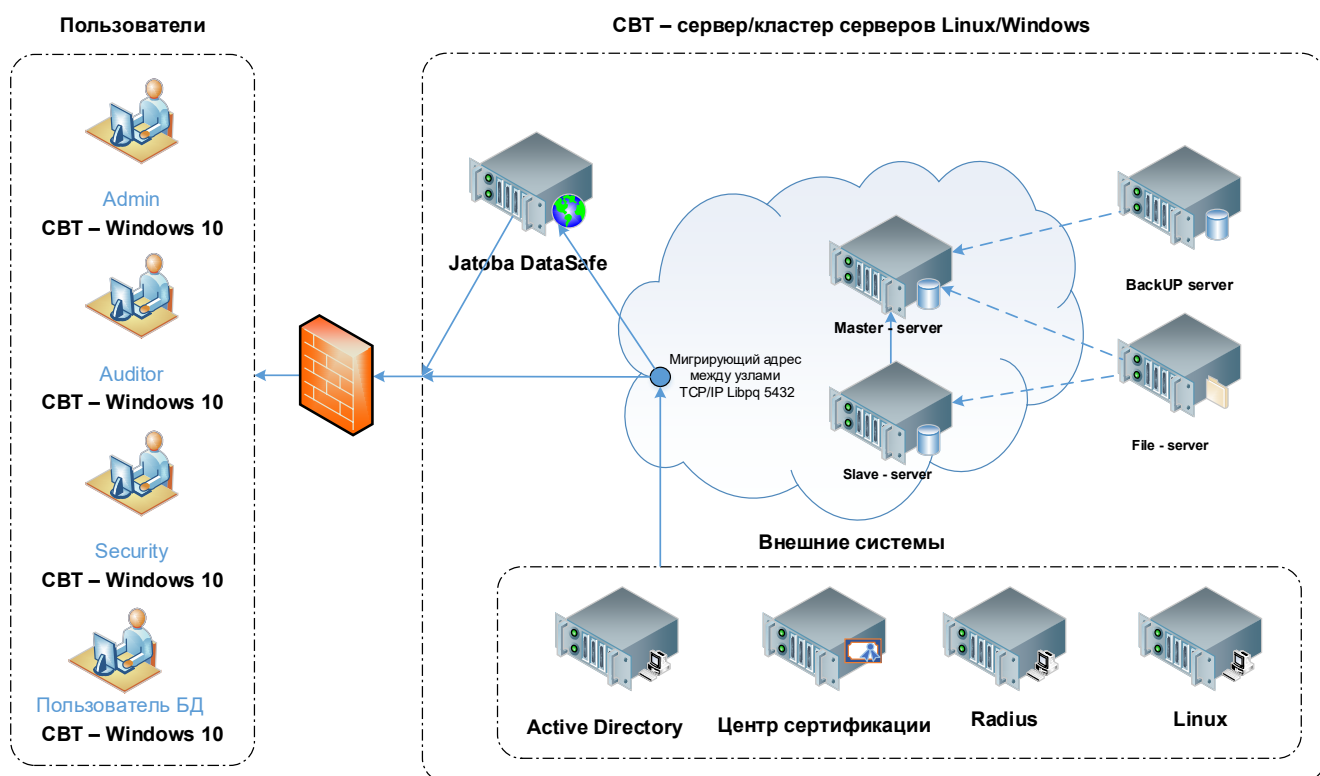 Пользователи
Admin
СВТ – Windows 10
Auditor
СВТ – Windows 10
Security
СВТ – Windows 10
Пользователь БД
СВТ – Windows 10
СВТ – сервер/кластер серверов Linux/Windows
Jatoba DataSafe
Мигрирующий адрес
между узлами
TCP/IP Libpq 5432
Master - server
Slave - server
BackUP server
File - server
Внешние системы
Active Directory
Центр сертификации
Radius
Linux